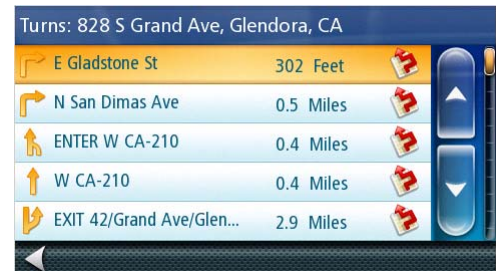 Turns: 828 S Grand Ave, Glendora, CA
E Gladstone St 302 Feet
N San Dimas Ave 0.5 Miles
ENTER W CA-210 0.4 Miles
W CA-210 0.4 Miles
EXIT 42/Grand Ave/Glen... 2.9 Miles